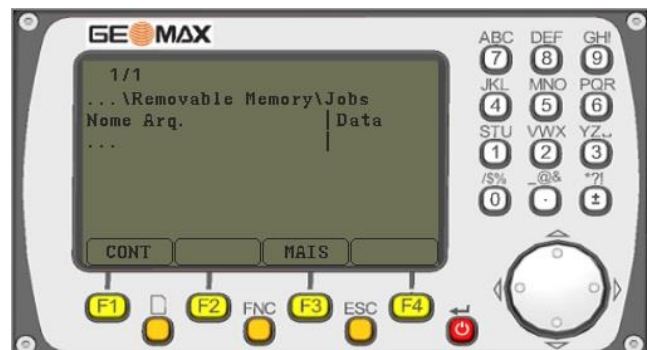 GEOMAX
1/1
...\Removable Memory\Jobs
Nome Arq. |Data
...
CONT MAIS
F1 F2 FNC F3 ESC F4
ABC DEF GHI
7 8 9
JKL MNO PQR
4 5 6
STU VWX YZ␣
1 2 3
/$% _@& *?!
0 . ±